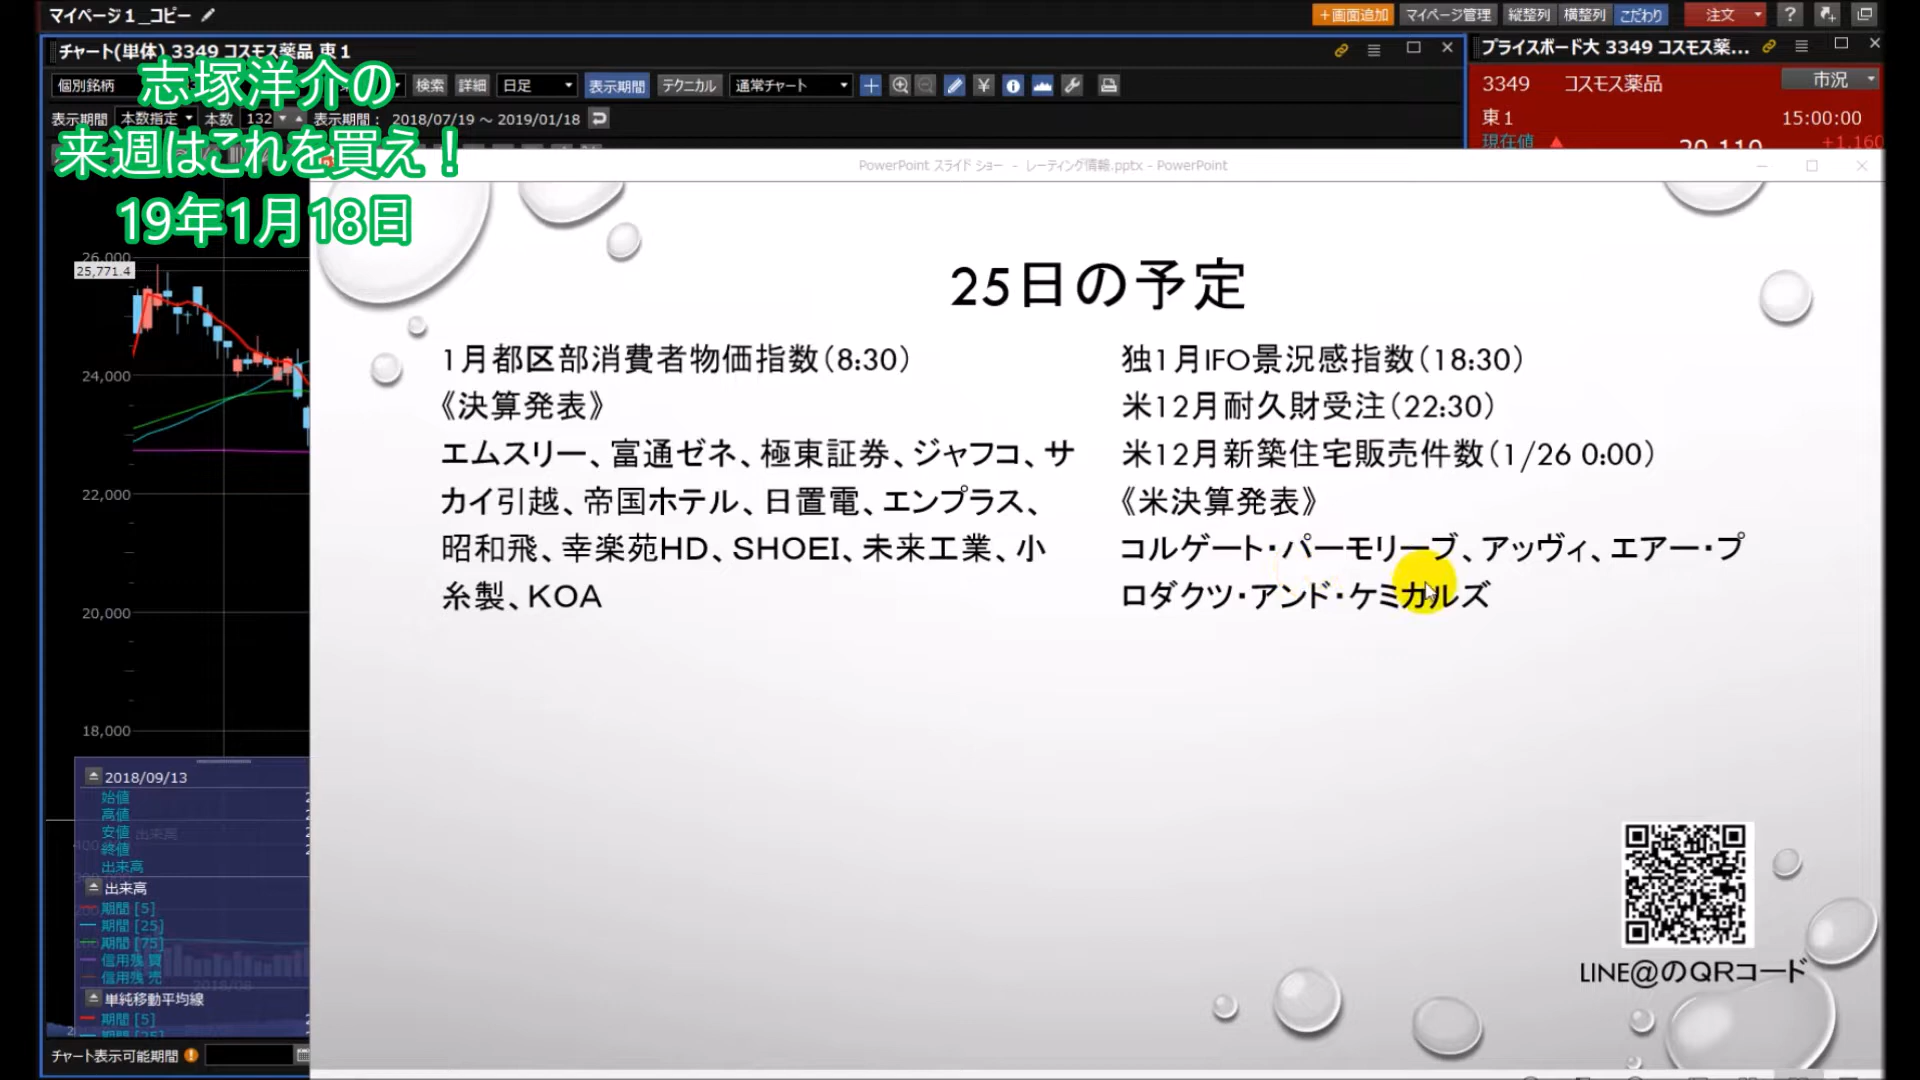 マイページ１_コピー
＋画面追加 マイページ管理 縦整列 横整列 こだわり 注文 ?
チャート(単体) 3349 コスモス薬品 東１
プライスボード大 3349 コスモス薬...
個別銘柄 検索 詳細 日足 表示期間 テクニカル 通常チャート ¥
3349 コスモス薬品 市況
表示期間 本数指定 本数 132 表示期間： 2018/07/19 ～ 2019/01/18
東1 15:00:00
現在値 20,110 +1,160
志塚洋介の
来週はこれを買え！
19年1月18日
PowerPoint スライド ショー - レーティング情報.pptx - PowerPoint
26,000
25,771.4
24,000
22,000
20,000
18,000
25日の予定
1月都区部消費者物価指数（8:30）
《決算発表》
エムスリー、富通ゼネ、極東証券、ジャフコ、サ
カイ引越、帝国ホテル、日置電、エンプラス、
昭和飛、幸楽苑HD、SHOEI、未来工業、小
糸製、KOA
独1月IFO景況感指数（18:30）
米12月耐久財受注（22:30）
米12月新築住宅販売件数（1/26 0:00）
《米決算発表》
コルゲート・パーモリーブ、アッヴィ、エアー・プ
ロダクツ・アンド・ケミカルズ
LINE@のQRコード
2018/09/13
始値
高値
安値 出来高
終値
出来高
出来高
期間 [5]
期間 [25]
期間 [75]
信用残 買
信用残 売
2018/08
単純移動平均線
期間 [5]
期間 [25]
チャート表示可能期間